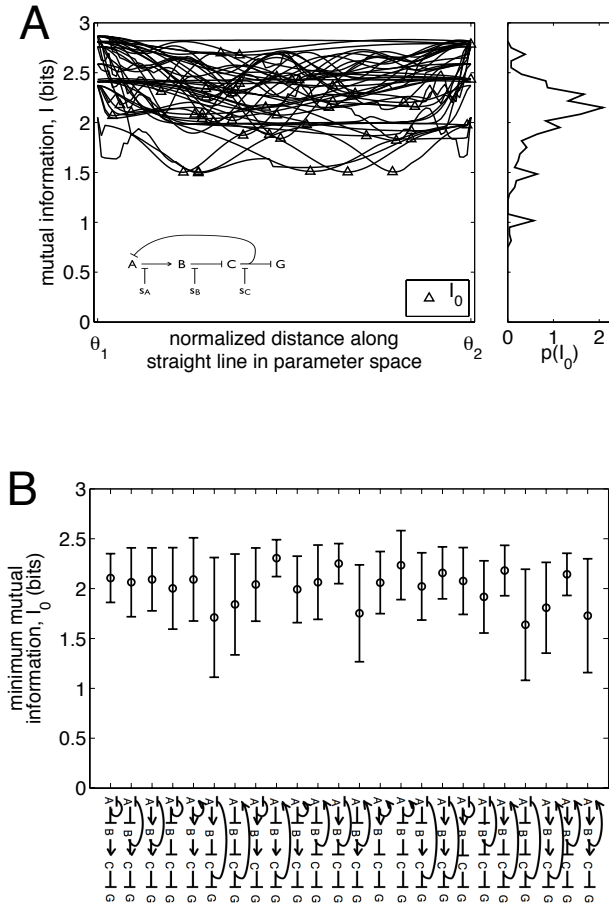 A
mutual information, I (bits)
3
2.5
2
1.5
1
0.5
0
A B C G
sA sB sC
I0
θ1 θ2
normalized distance along
straight line in parameter space
0 1 2
p(I0)
B
minimum mutual
information, I0 (bits)
3
2.5
2
1.5
1
0.5
0
A A A A A A A A A A A A A A A A A A A A A A A A
B B B B B B B B B B B B B B B B B B B B B B B B
C C C C C C C C C C C C C C C C C C C C C C C C
G G G G G G G G G G G G G G G G G G G G G G G G